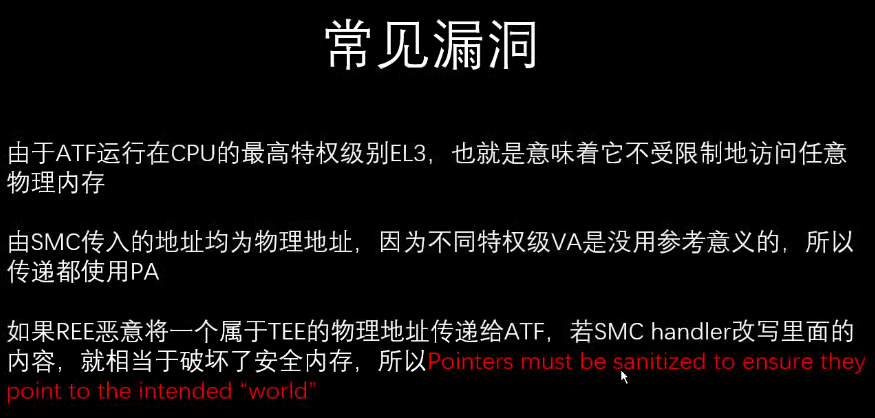 常见漏洞
由于ATF运行在CPU的最高特权级别EL3，也就是意味着它不受限制地访问任意
物理内存
由SMC传入的地址均为物理地址，因为不同特权级VA是没用参考意义的，所以
传递都使用PA
如果REE恶意将一个属于TEE的物理地址传递给ATF，若SMC handler改写里面的
内容，就相当于破坏了安全内存，所以Pointers must be sanitized to ensure they
point to the intended “world”